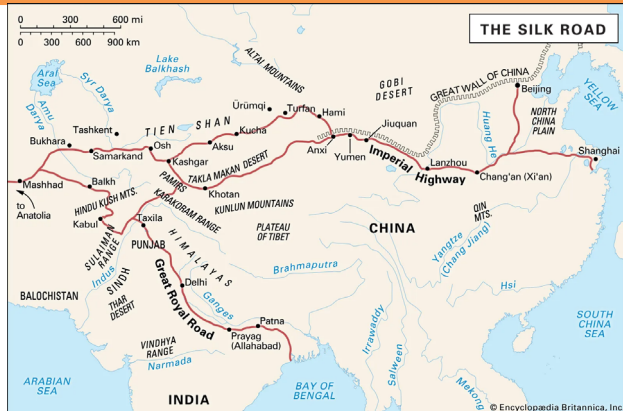 THE SILK ROAD
0 300 600 mi
0 300 600 900 km
ALTAI MOUNTAINS
Lake
Balkhash
Aral
Sea
Syr Darya
Amu
Darya
GOBI
DESERT
GREAT WALL OF CHINA
Beijing
YELLOW
SEA
Ürümqi
Turfan
Hami
NORTH
CHINA
PLAIN
Tashkent
TIEN SHAN
Kucha
Jiuquan
Huang He
Bukhara
Samarkand
Osh
Aksu
Anxi
Yumen
Imperial Highway
Lanzhou
Shanghai
Kashgar
TAKLA MAKAN DESERT
Chang'an (Xi'an)
Mashhad
to
Anatolia
Balkh
PAMIRS
Khotan
HINDU KUSH MTS.
KARAKORAM RANGE
KUNLUN MOUNTAINS
QIN
MTS.
Kabul
Taxila
PLATEAU
OF TIBET
CHINA
Yangtze
(Chang Jiang)
SULAIMAN
RANGE
PUNJAB
HIMALAYAS
Indus
SINDH
Great Royal Road
Brahmaputra
Hsi
BALOCHISTAN
THAR
DESERT
Delhi
Ganges
Patna
Prayag
(Allahabad)
Irrawaddy
Salween
Mekong
SOUTH
CHINA
SEA
VINDHYA
RANGE
Narmada
ARABIAN
SEA
INDIA
BAY OF
BENGAL
© Encyclopædia Britannica, Inc